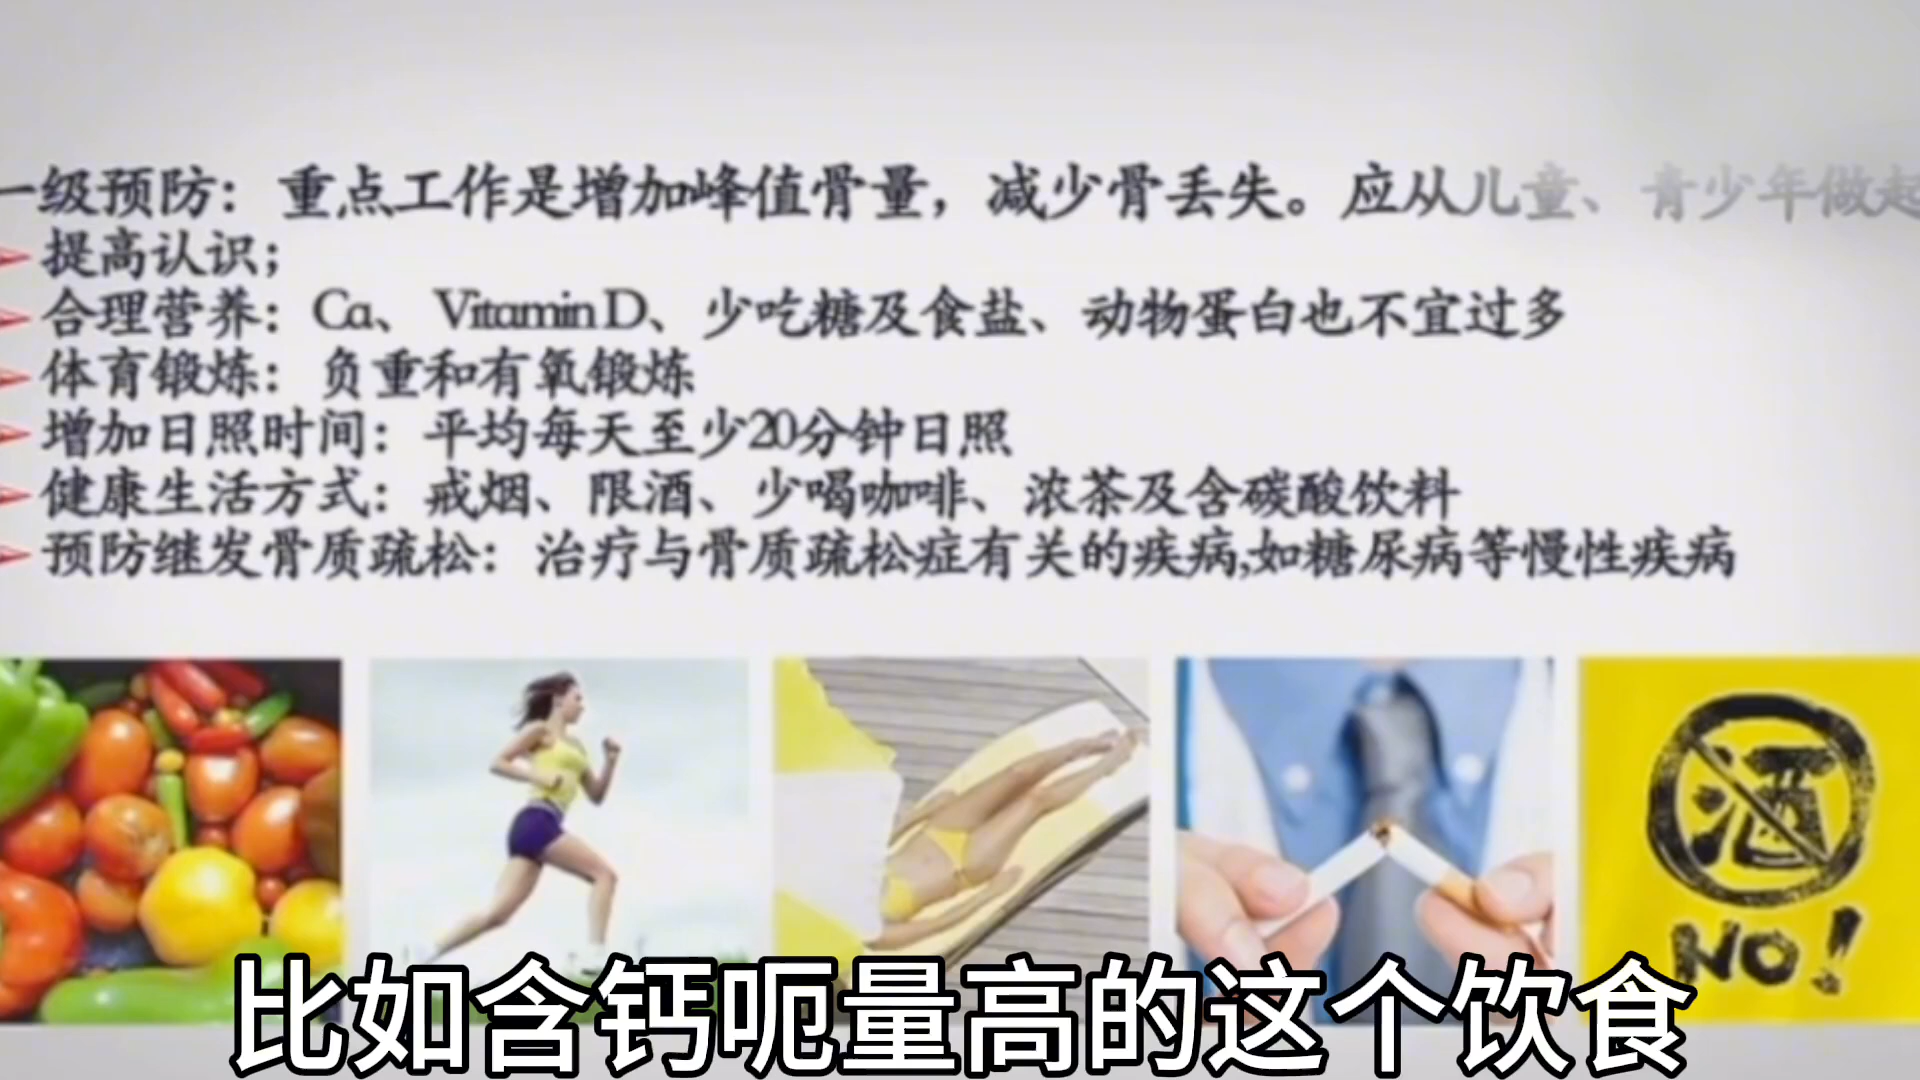 一级预防：重点工作是增加峰值骨量，减少骨丢失。应从儿童、青少年做起
提高认识；
合理营养：Ca、Vitamin D、少吃糖及食盐、动物蛋白也不宜过多
体育锻炼：负重和有氧锻炼
增加日照时间：平均每天至少20分钟日照
健康生活方式：戒烟、限酒、少喝咖啡、浓茶及含碳酸饮料
预防继发骨质疏松：治疗与骨质疏松症有关的疾病,如糖尿病等慢性疾病
酒
NO！
比如含钙呃量高的这个饮食